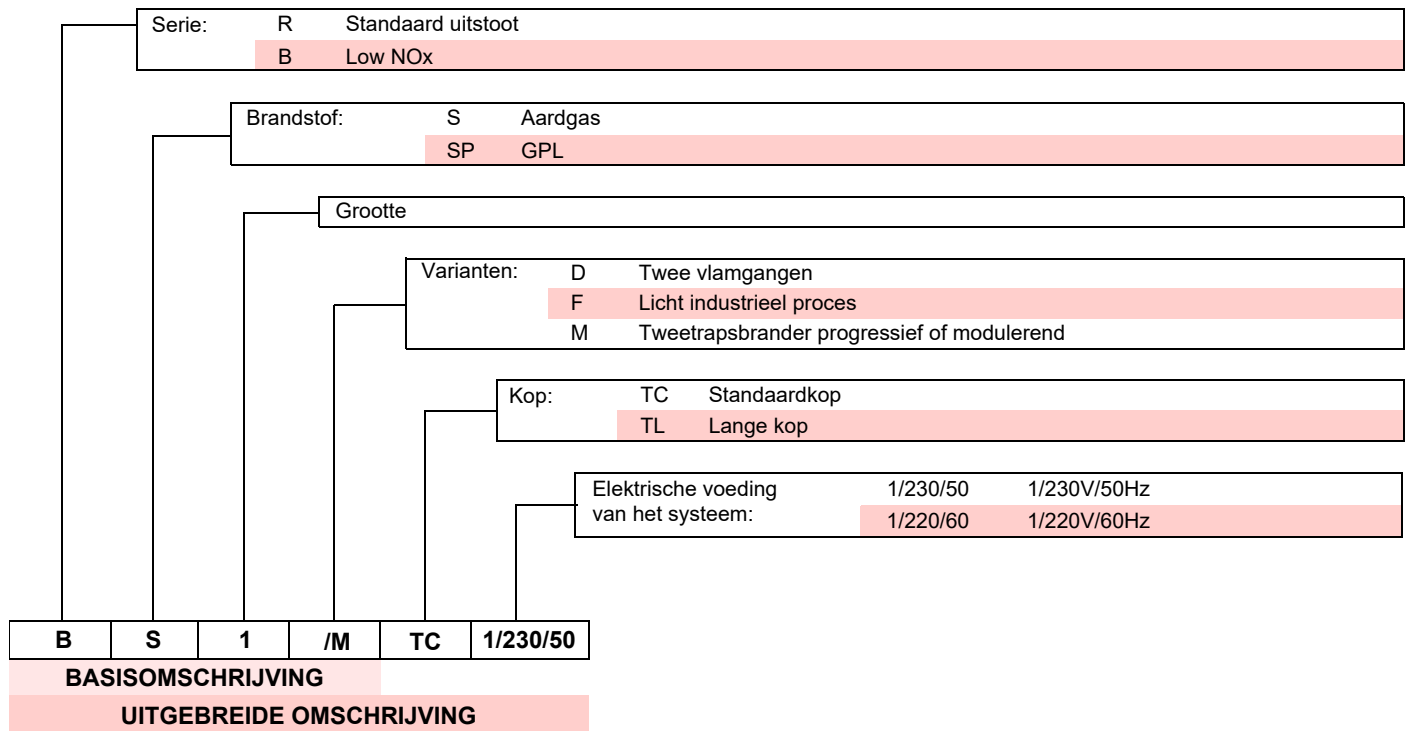 Serie: R Standaard uitstoot
B Low NOx
Brandstof: S Aardgas
SP GPL
Grootte
Varianten: D Twee vlamgangen
F Licht industrieel proces
M Tweetrapsbrander progressief of modulerend
Kop: TC Standaardkop
TL Lange kop
Elektrische voeding 1/230/50 1/230V/50Hz
van het systeem: 1/220/60 1/220V/60Hz
B S 1 /M TC 1/230/50
BASISOMSCHRIJVING
UITGEBREIDE OMSCHRIJVING